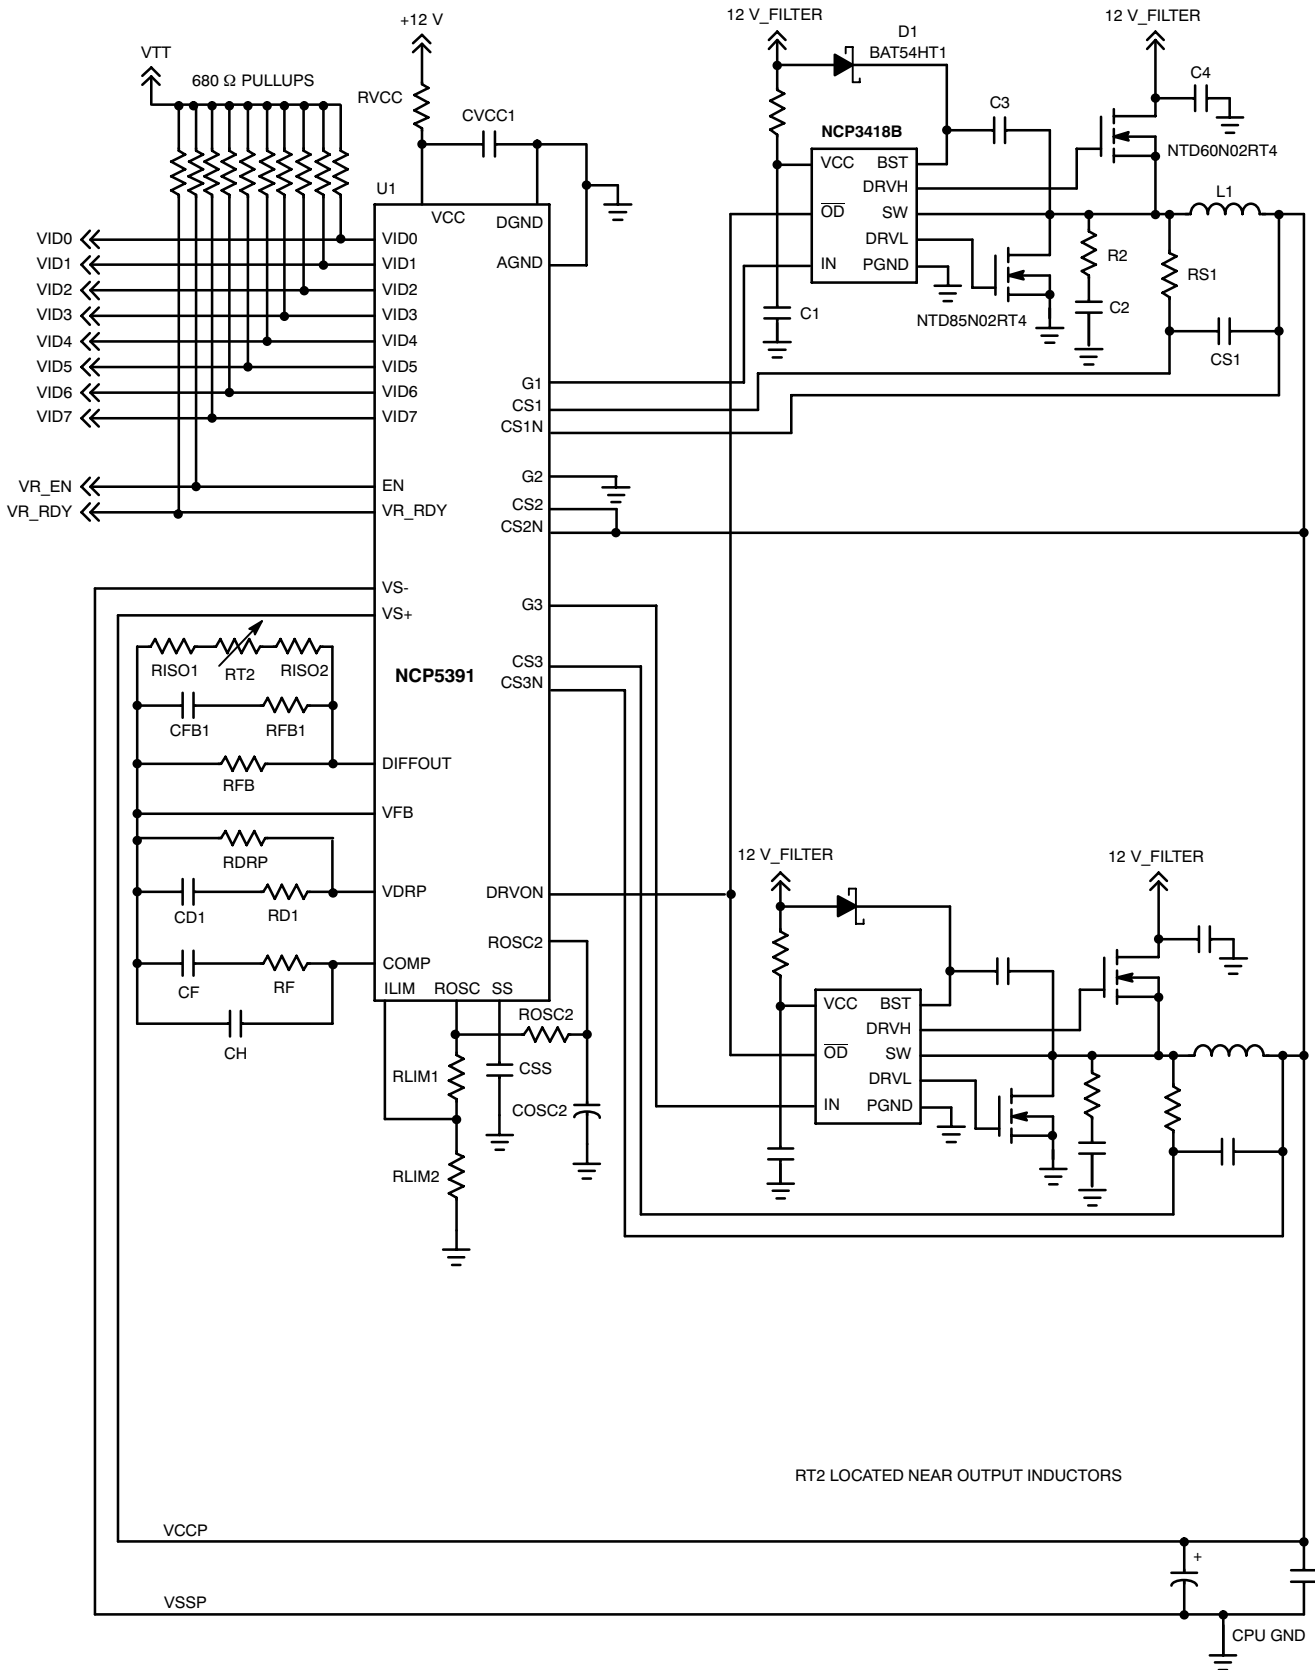 +12 V
12 V_FILTER
D1
BAT54HT1
12 V_FILTER
VTT
680 Ω PULLUPS
RVCC
CVCC1
C3
C4
NCP3418B
NTD60N02RT4
U1
VCC
DGND
AGND
VCC
BST
DRVH
OD
SW
DRVL
IN
PGND
L1
R2
RS1
C1
NTD85N02RT4
C2
CS1
VID0
VID0
VID1
VID1
VID2
VID2
VID3
VID3
VID4
VID4
VID5
VID5
VID6
VID6
VID7
VID7
G1
CS1
CS1N
VR_EN
EN
VR_RDY
VR_RDY
G2
CS2
CS2N
VS-
VS+
G3
RISO1
RT2
RISO2
NCP5391
CS3
CS3N
CFB1
RFB1
DIFFOUT
RFB
VFB
RDRP
VDRP
CD1
RD1
DRVON
ROSC2
COMP
CF
RF
CH
ILIM
ROSC
SS
ROSC2
RLIM1
CSS
COSC2
RLIM2
12 V_FILTER
12 V_FILTER
VCC
BST
DRVH
OD
SW
DRVL
IN
PGND
RT2 LOCATED NEAR OUTPUT INDUCTORS
VCCP
+
VSSP
CPU GND